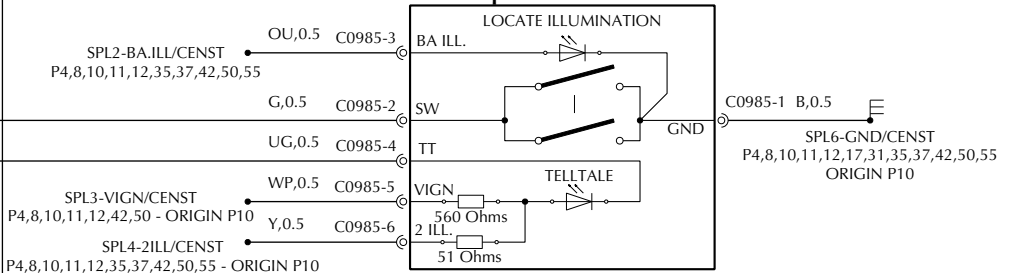 LOCATE ILLUMINATION
OU,0.5 C0985-3 BA ILL.
SPL2-BA.ILL/CENST
P4,8,10,11,12,35,37,42,50,55
G,0.5 C0985-2 SW
C0985-1 B,0.5
GND
SPL6-GND/CENST
P4,8,10,11,12,17,31,35,37,42,50,55
ORIGIN P10
UG,0.5 C0985-4 TT
TELLTALE
WP,0.5 C0985-5 VIGN
SPL3-VIGN/CENST
P4,8,10,11,12,42,50 - ORIGIN P10
560 Ohms
Y,0.5 C0985-6 2 ILL.
SPL4-2ILL/CENST
51 Ohms
P4,8,10,11,12,35,37,42,50,55 - ORIGIN P10